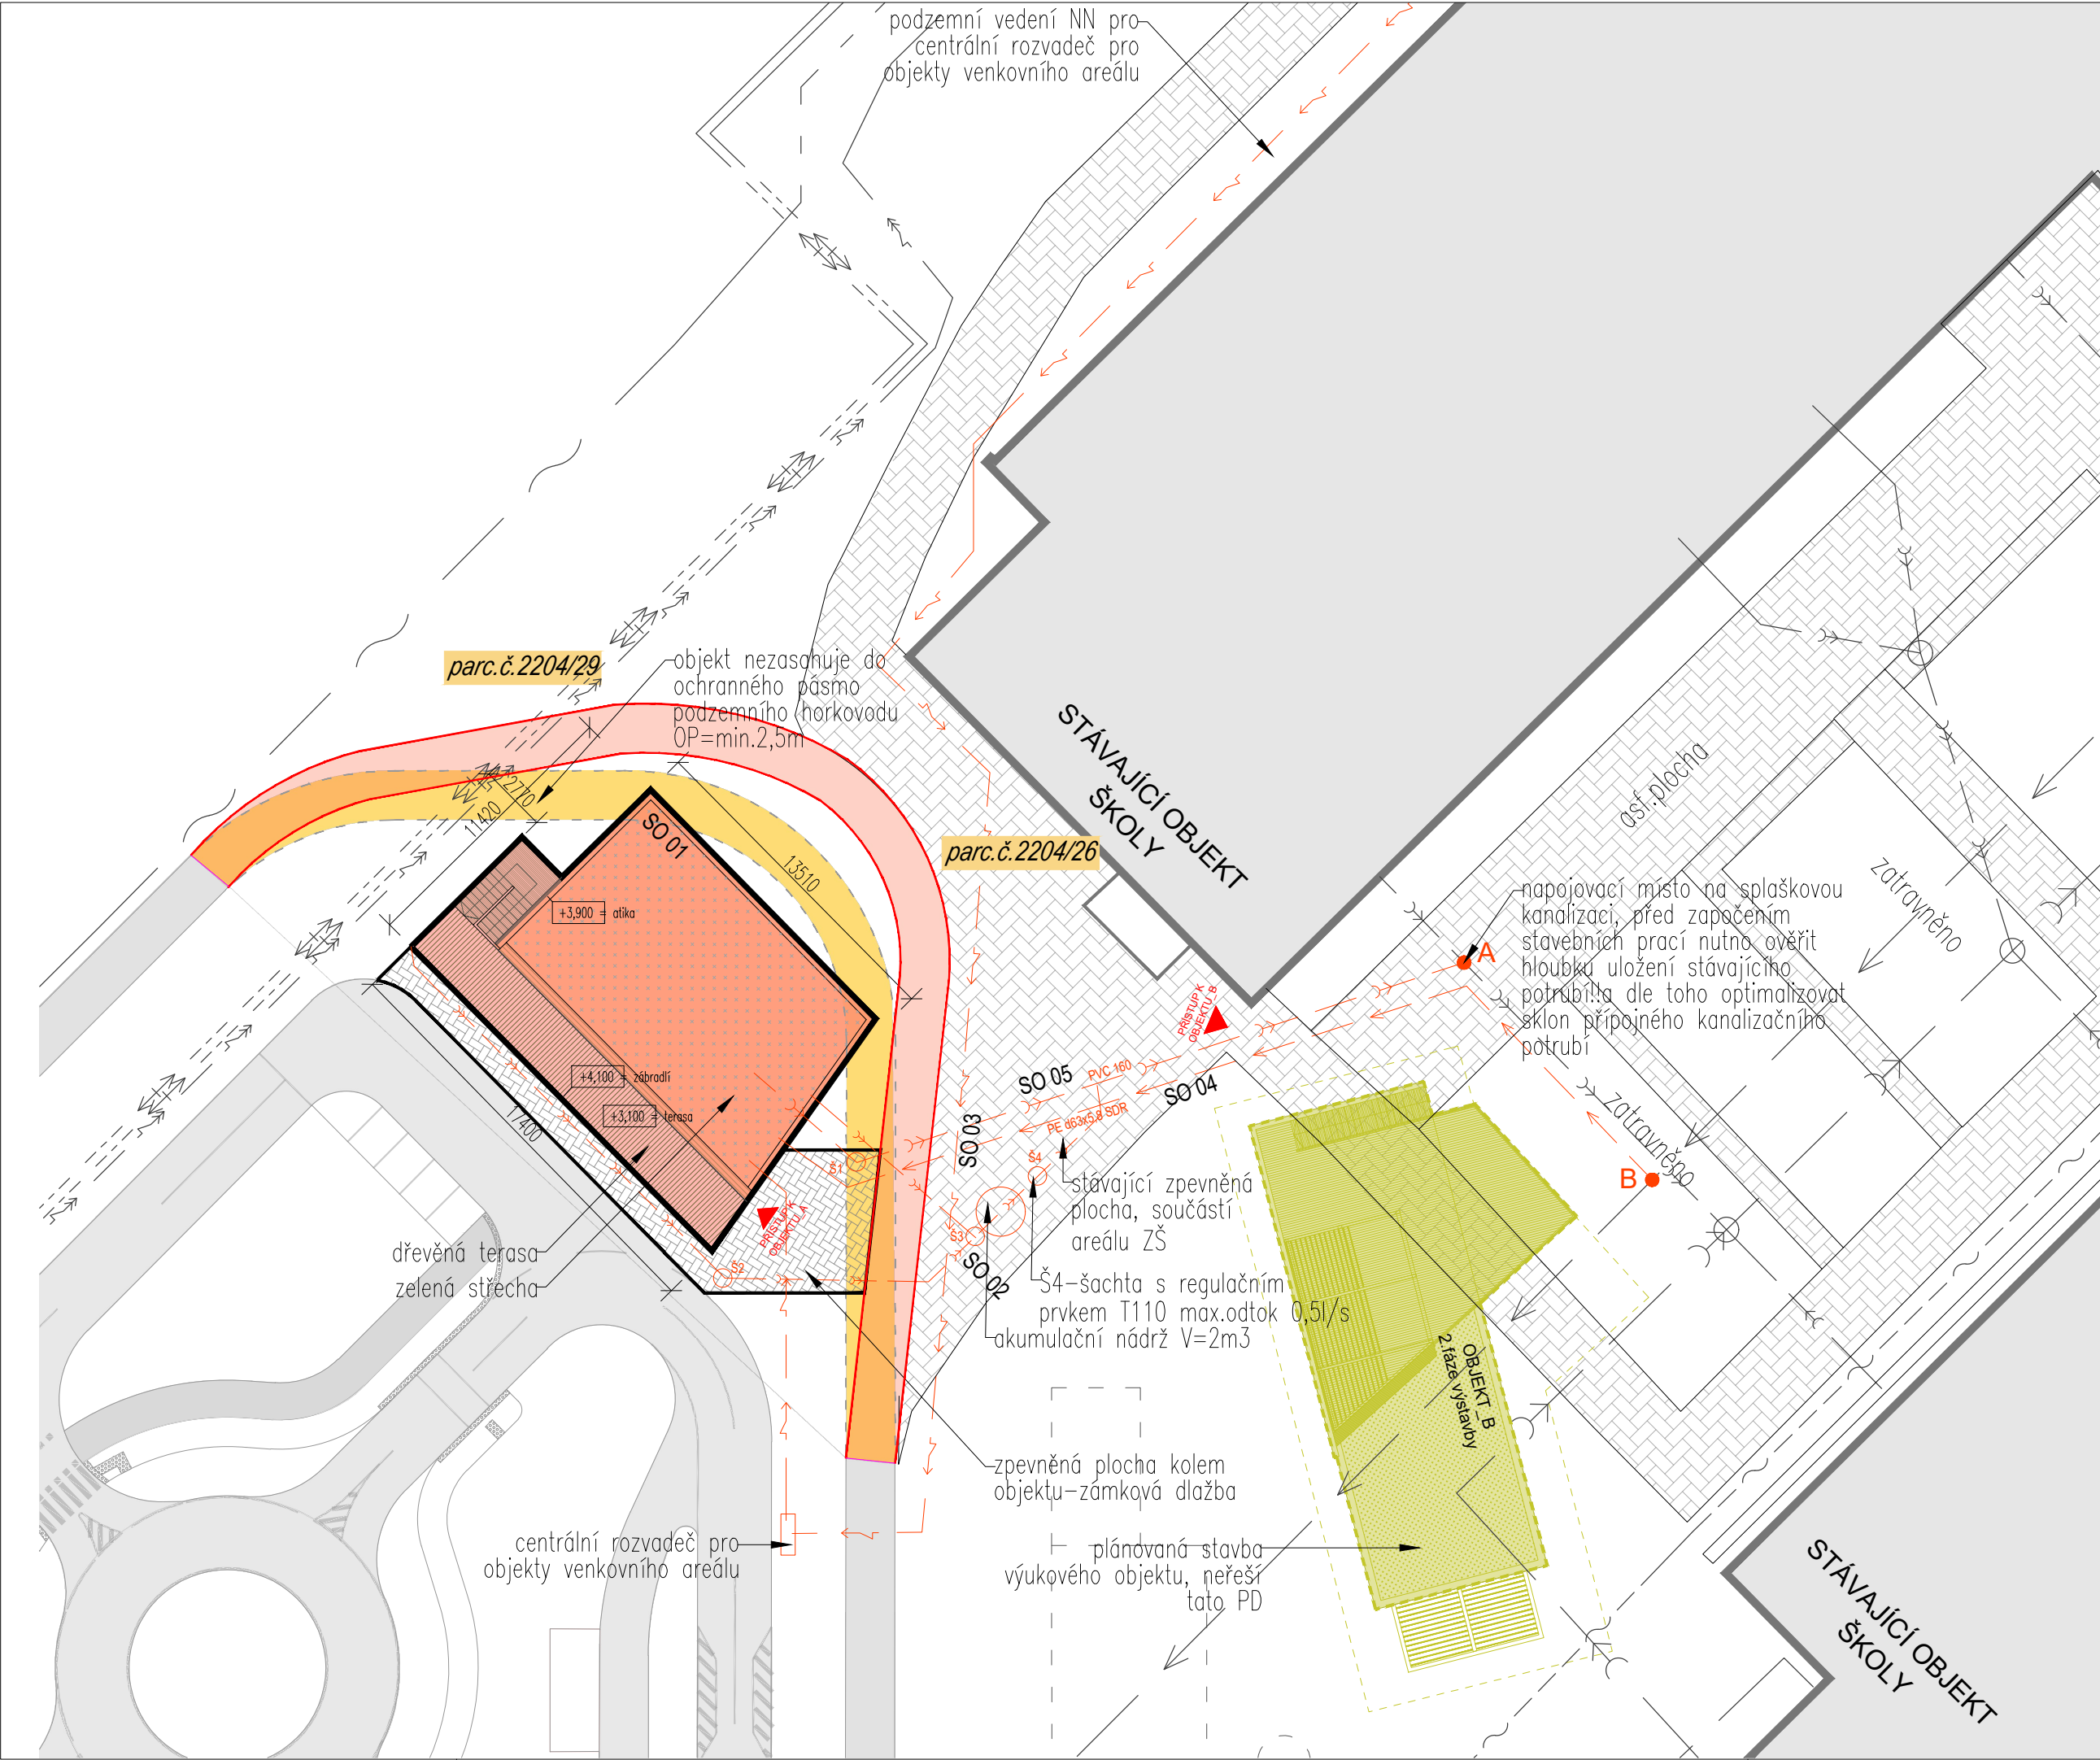 podzemní vedení NN pro
centrální rozvaděč pro
objekty venkovního areálu
parc.č.2204/29
objekt nezasahuje do
ochranného pásmo
podzemního horkovodu
OP=min.2,5m
2770
11420
SO 01
13510
+3,900 = atika
parc.č.2204/26
STÁVAJÍCÍ OBJEKT
ŠKOLY
asf.plocha
zatravněno
napojovací místo na splaškovou
kanalizaci, před započením
stavebních prací nutno ověřit
hloubku uložení stávajícího
potrubí!!a dle toho optimalizovat
sklon přípojného kanalizačního
potrubí
A
PŘÍSTUP K
OBJEKTU B
+4,100 = zábradlí
+3,100 = terasa
17400
SO 05
PVC 160
SO 04
PE d63x5.8 SDR
SO 03
zatravněno
B
Š1
Š4
stávající zpevněná
plocha, součástí
areálu ZŠ
PŘÍSTUP K
OBJEKTU A
Š3
Š2
SO 02
dřevěná terasa
zelená střecha
Š4-šachta s regulačním
prvkem T110 max.odtok 0,5l/s
akumulační nádrž V=2m3
OBJEKT_B
2.fáze výstavby
zpevněná plocha kolem
objektu-zámková dlažba
centrální rozvaděč pro
objekty venkovního areálu
plánovaná stavba
výukového objektu, neřeší
tato PD
STÁVAJÍCÍ OBJEKT
ŠKOLY